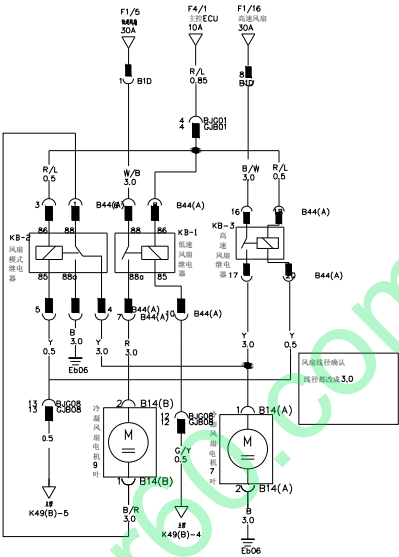 F1/5
30A
F4/1
主控ECU
10A
F1/16
高速风扇
30A
1
B1D
R/L
0.85
8
B1D
4
4
BJG01
GJB01
R/L
0.5
W/B
3.0
B/W
3.0
R/L
0.5
3
1
B44(A)
8
B44(A)
16
18
B44(A)
KB-2
风扇
模式
继电
器
86
88
85
88a
88
86
KB-1
低速
风扇
继电
器
88a
85
KB-3
高
速
风扇
继电
器
17
20
B44(A)
5
4
B44(A)
7
B44(A)
10
B44(A)
Y
0.5
B
3.0
Eb06
Y
3.0
R
3.0
Y
3.0
Y
0.5
风扇线径确认
线径都改成3.0
13
13
BJG08
GJB08
0.5
K49(B)-5
2
B14(B)
冷
凝
风
扇
电
机
9
叶
M
1
B14(B)
B/R
3.0
12
12
BJG08
GJB08
G/Y
0.5
K49(B)-4
1
B14(A)
风
扇
电
机
7
叶
M
2
B14(A)
B
3.0
Eb06
r60.com